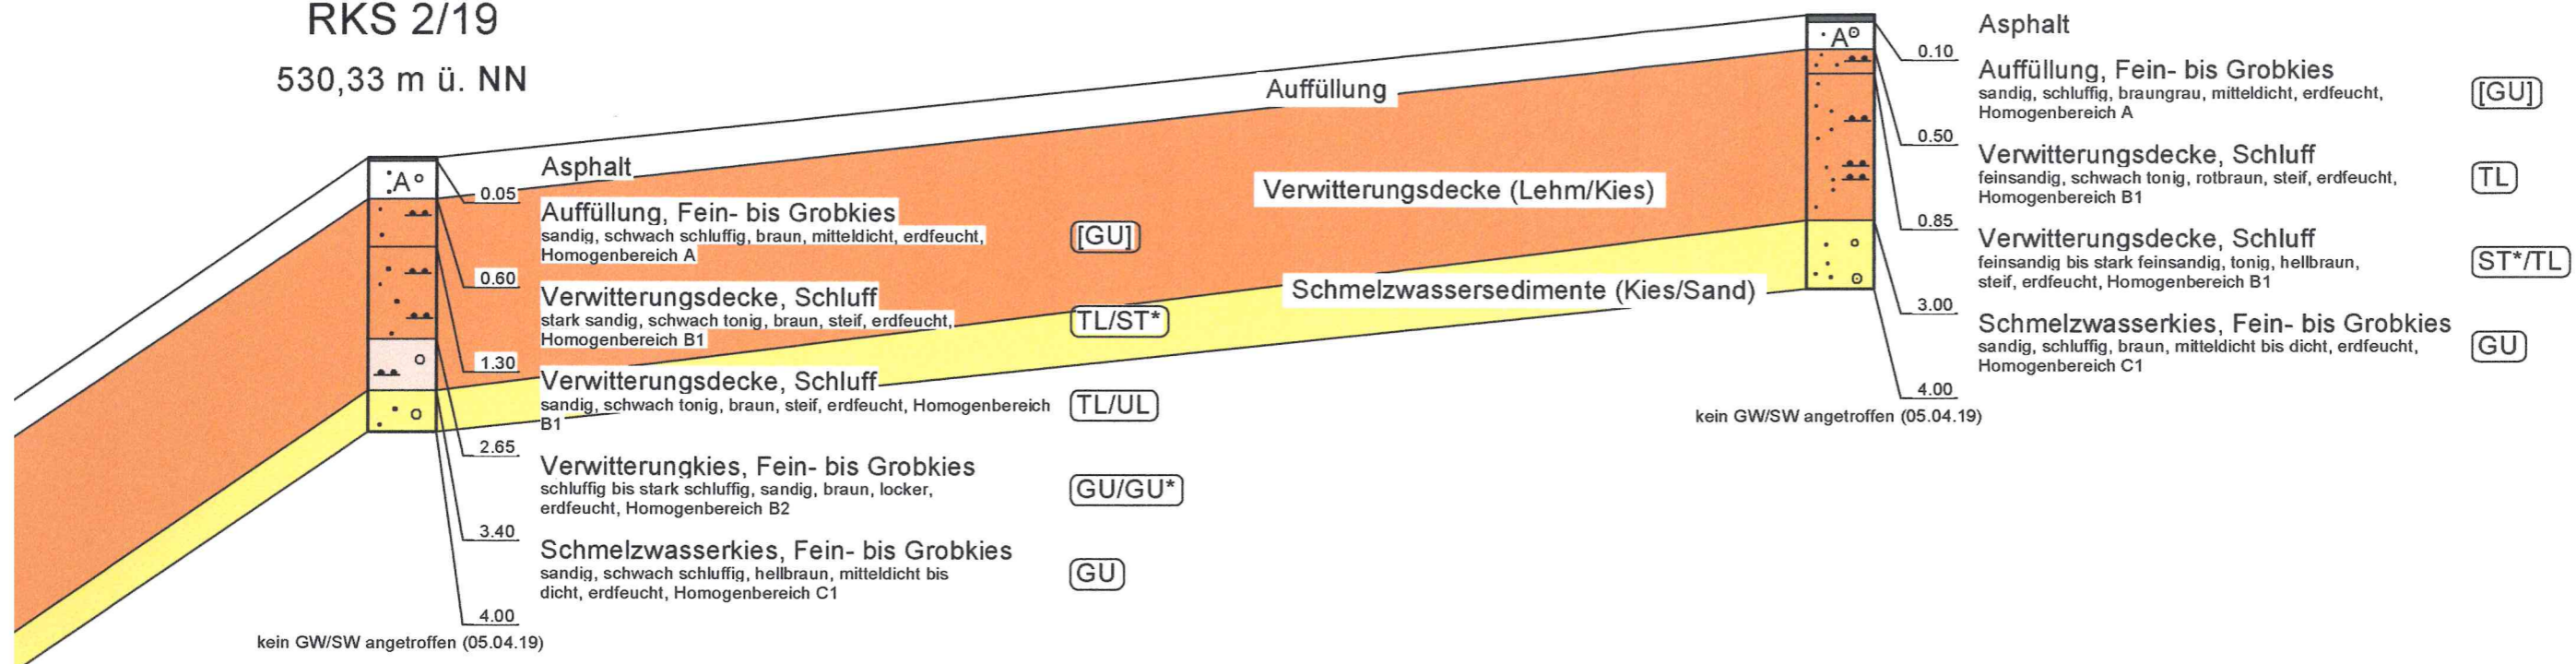 RKS 2/19
530,33 m ü. NN
Asphalt
0.05
Auffüllung, Fein- bis Grobkies
sandig, schwach schluffig, braun, mitteldicht, erdfeucht,
Homogenbereich A
[GU]
0.60
Verwitterungsdecke, Schluff
stark sandig, schwach tonig, braun, steif, erdfeucht,
Homogenbereich B1
TL/ST*
1.30
Verwitterungsdecke, Schluff
sandig, schwach tonig, braun, steif, erdfeucht, Homogenbereich
B1
TL/UL
2.65
Verwitterungkies, Fein- bis Grobkies
schluffig bis stark schluffig, sandig, braun, locker,
erdfeucht, Homogenbereich B2
GU/GU*
3.40
Schmelzwasserkies, Fein- bis Grobkies
sandig, schwach schluffig, hellbraun, mitteldicht bis
dicht, erdfeucht, Homogenbereich C1
GU
4.00
kein GW/SW angetroffen (05.04.19)
A
Auffüllung
Verwitterungsdecke (Lehm/Kies)
Schmelzwassersedimente (Kies/Sand)
A
Asphalt
0.10
Auffüllung, Fein- bis Grobkies
sandig, schluffig, braungrau, mitteldicht, erdfeucht,
Homogenbereich A
[GU]
0.50
Verwitterungsdecke, Schluff
feinsandig, schwach tonig, rotbraun, steif, erdfeucht,
Homogenbereich B1
TL
0.85
Verwitterungsdecke, Schluff
feinsandig bis stark feinsandig, tonig, hellbraun,
steif, erdfeucht, Homogenbereich B1
ST*/TL
3.00
Schmelzwasserkies, Fein- bis Grobkies
sandig, schluffig, braun, mitteldicht bis dicht, erdfeucht,
Homogenbereich C1
GU
4.00
kein GW/SW angetroffen (05.04.19)